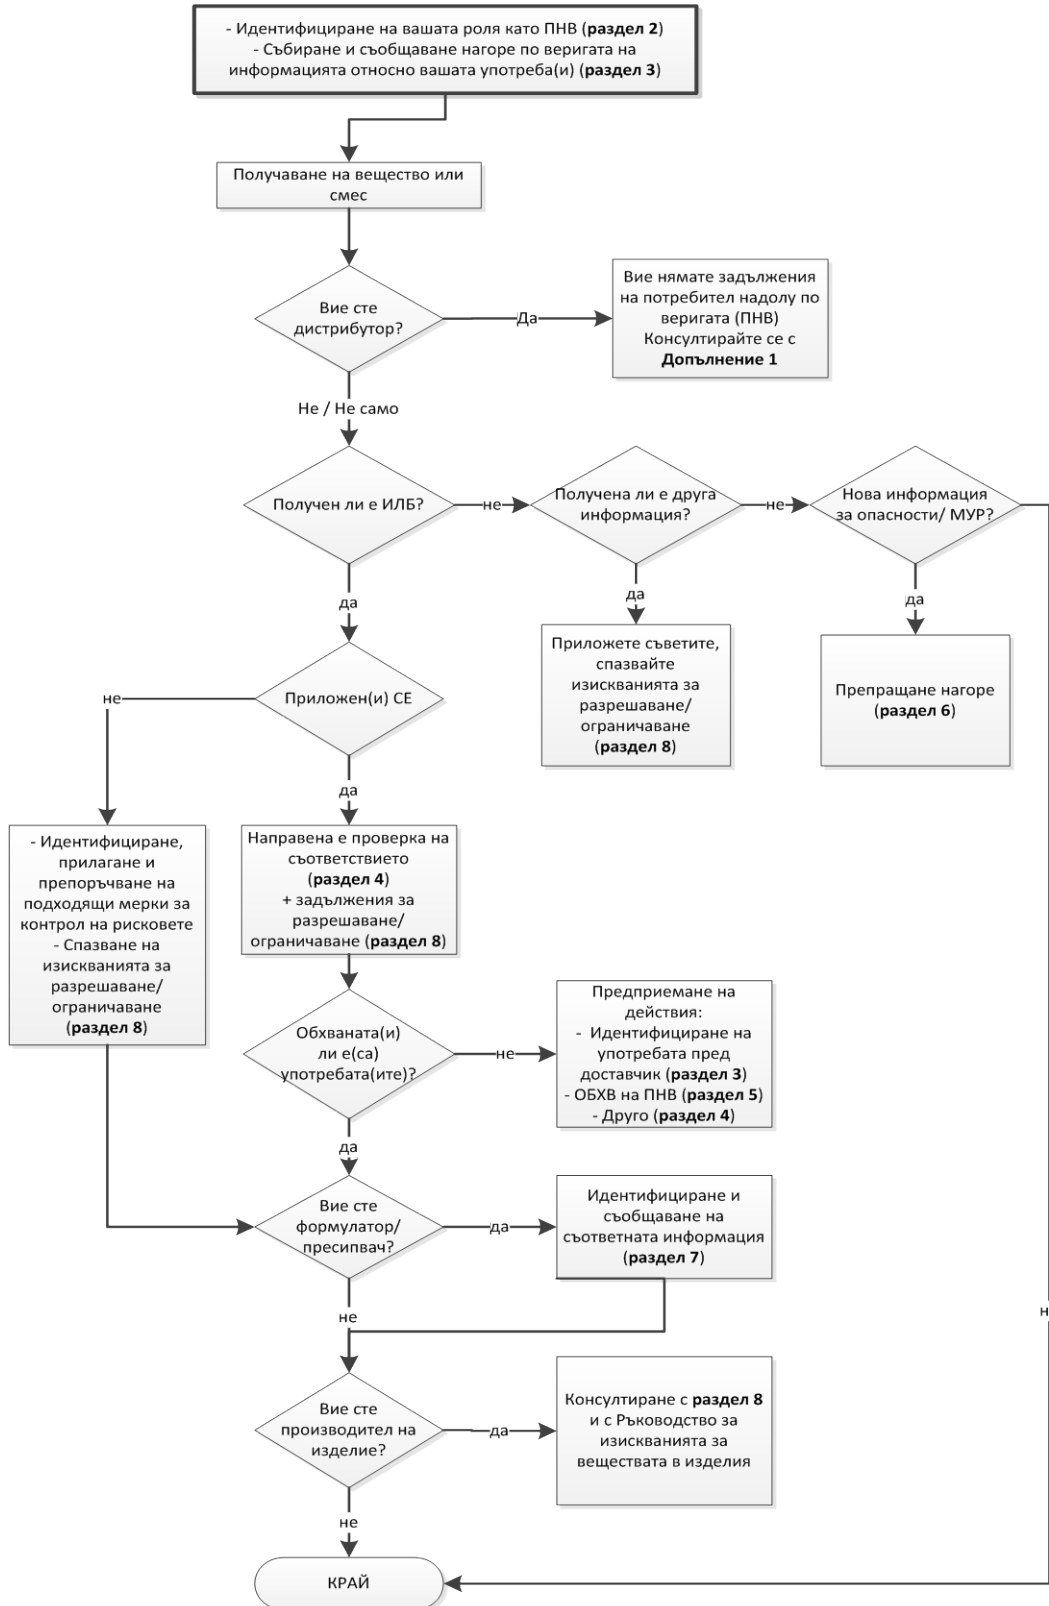 - Идентифициране на вашата роля като ПНВ (раздел 2)
- Събиране и съобщаване нагоре по веригата на
информацията относно вашата употреба(и) (раздел 3)
Получаване на вещество или
смес
Вие сте
дистрибутор?
Да
Вие нямате задължения
на потребител надолу по
веригата (ПНВ)
Консултирайте се с
Допълнение 1
Не / Не само
Получен ли е ИЛБ?
не
Получена ли е друга
информация?
не
Нова информация
за опасности/ МУР?
да
да
да
Приложете съветите,
спазвайте
изискванията за
разрешаване/
ограничаване
(раздел 8)
Препращане нагоре
(раздел 6)
Приложен(и) СЕ
не
да
- Идентифициране,
прилагане и
препоръчване на
подходящи мерки за
контрол на рисковете
- Спазване на
изискванията за
разрешаване/
ограничаване
(раздел 8)
Направена е проверка на
съответствието
(раздел 4)
+ задължения за
разрешаване/
ограничаване (раздел 8)
Обхваната(и)
ли е(са)
употребата(ите)?
не
Предприемане на
действия:
- Идентифициране на
употребата пред
доставчик (раздел 3)
- ОБХВ на ПНВ (раздел 5)
- Друго (раздел 4)
да
Вие сте
формулатор/
пресипвач?
да
Идентифициране и
съобщаване на
съответната информация
(раздел 7)
не
н
Вие сте
производител на
изделие?
да
Консултиране с раздел 8
и с Ръководство за
изискванията за
веществата в изделия
не
КРАЙ